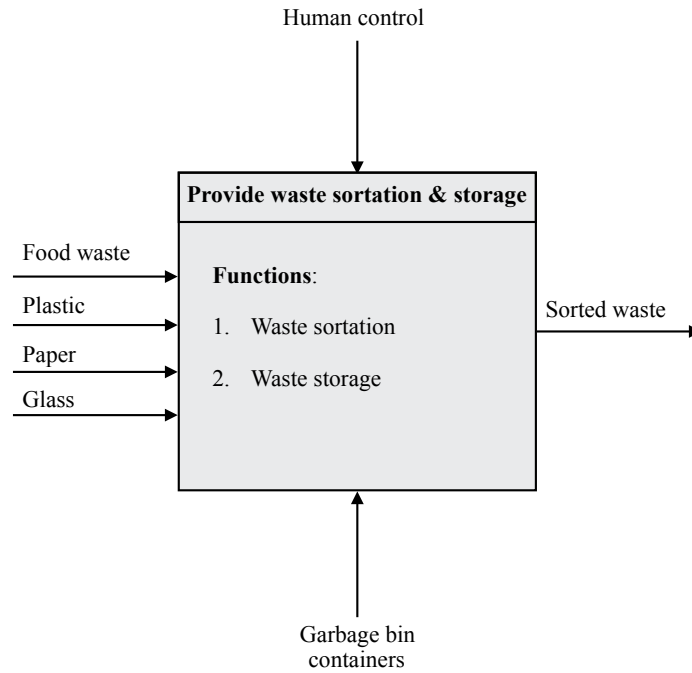 Human control
Provide waste sortation & storage
Food waste
Plastic
Paper
Glass
Functions:
1. Waste sortation
2. Waste storage
Sorted waste
Garbage bin
containers